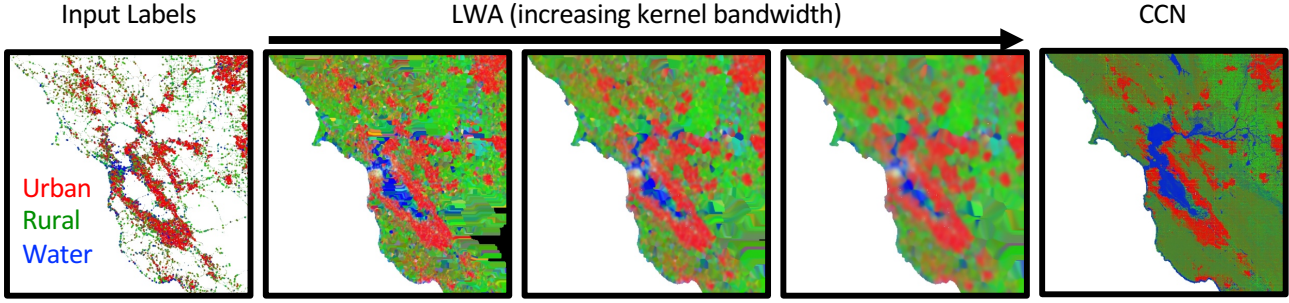 Input Labels
LWA (increasing kernel bandwidth)
CCN
Urban
Rural
Water